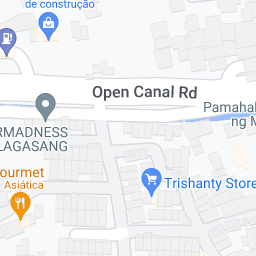 de construção
Open Canal Rd
Pamahal
ng M
RMADNESS
LAGASANG
Trishanty Store
ourmet
Asiática